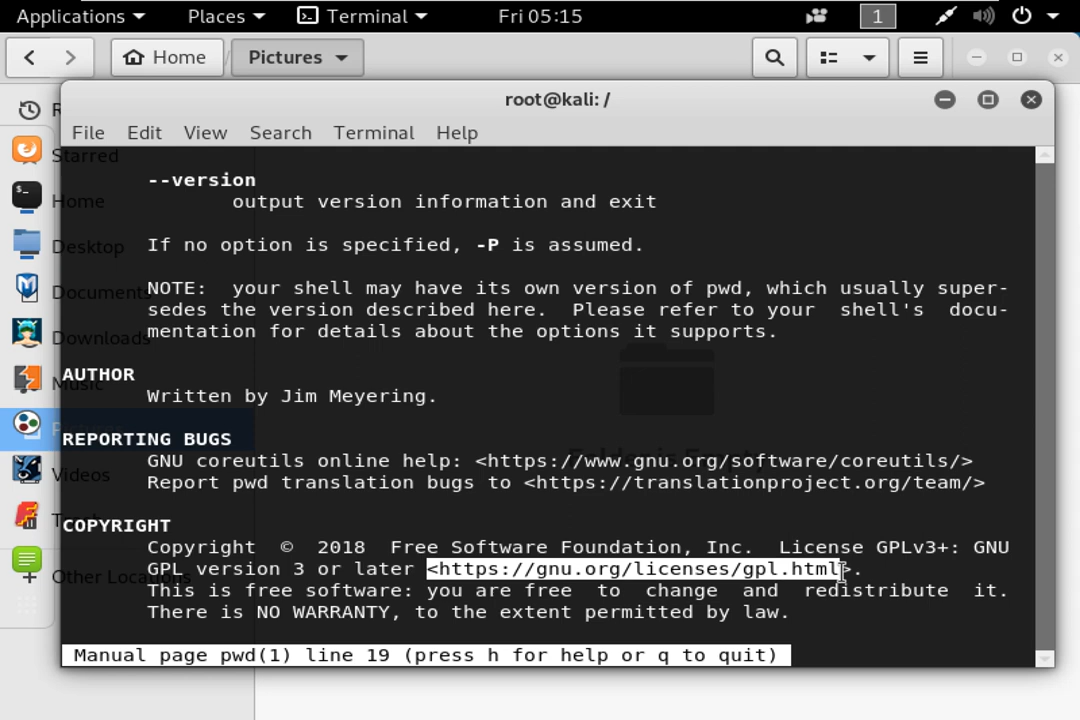 Applications Places Terminal Fri 05:15 1
Home Pictures
root@kali: /
File Edit View Search Terminal Help
Starred
Home
Desktop
Documents
Downloads
Music
Videos
Other Locations
--version
output version information and exit
If no option is specified, -P is assumed.
NOTE:  your shell may have its own version of pwd, which usually super-
sedes the version described here.  Please refer to your  shell's  docu-
mentation for details about the options it supports.
AUTHOR
Written by Jim Meyering.
REPORTING BUGS
GNU coreutils online help: <https://www.gnu.org/software/coreutils/>
Report pwd translation bugs to <https://translationproject.org/team/>
COPYRIGHT
Copyright  ©  2018  Free Software Foundation, Inc.  License GPLv3+: GNU
GPL version 3 or later <https://gnu.org/licenses/gpl.html>.
This is free software: you are free  to  change  and  redistribute  it.
There is NO WARRANTY, to the extent permitted by law.
Manual page pwd(1) line 19 (press h for help or q to quit)